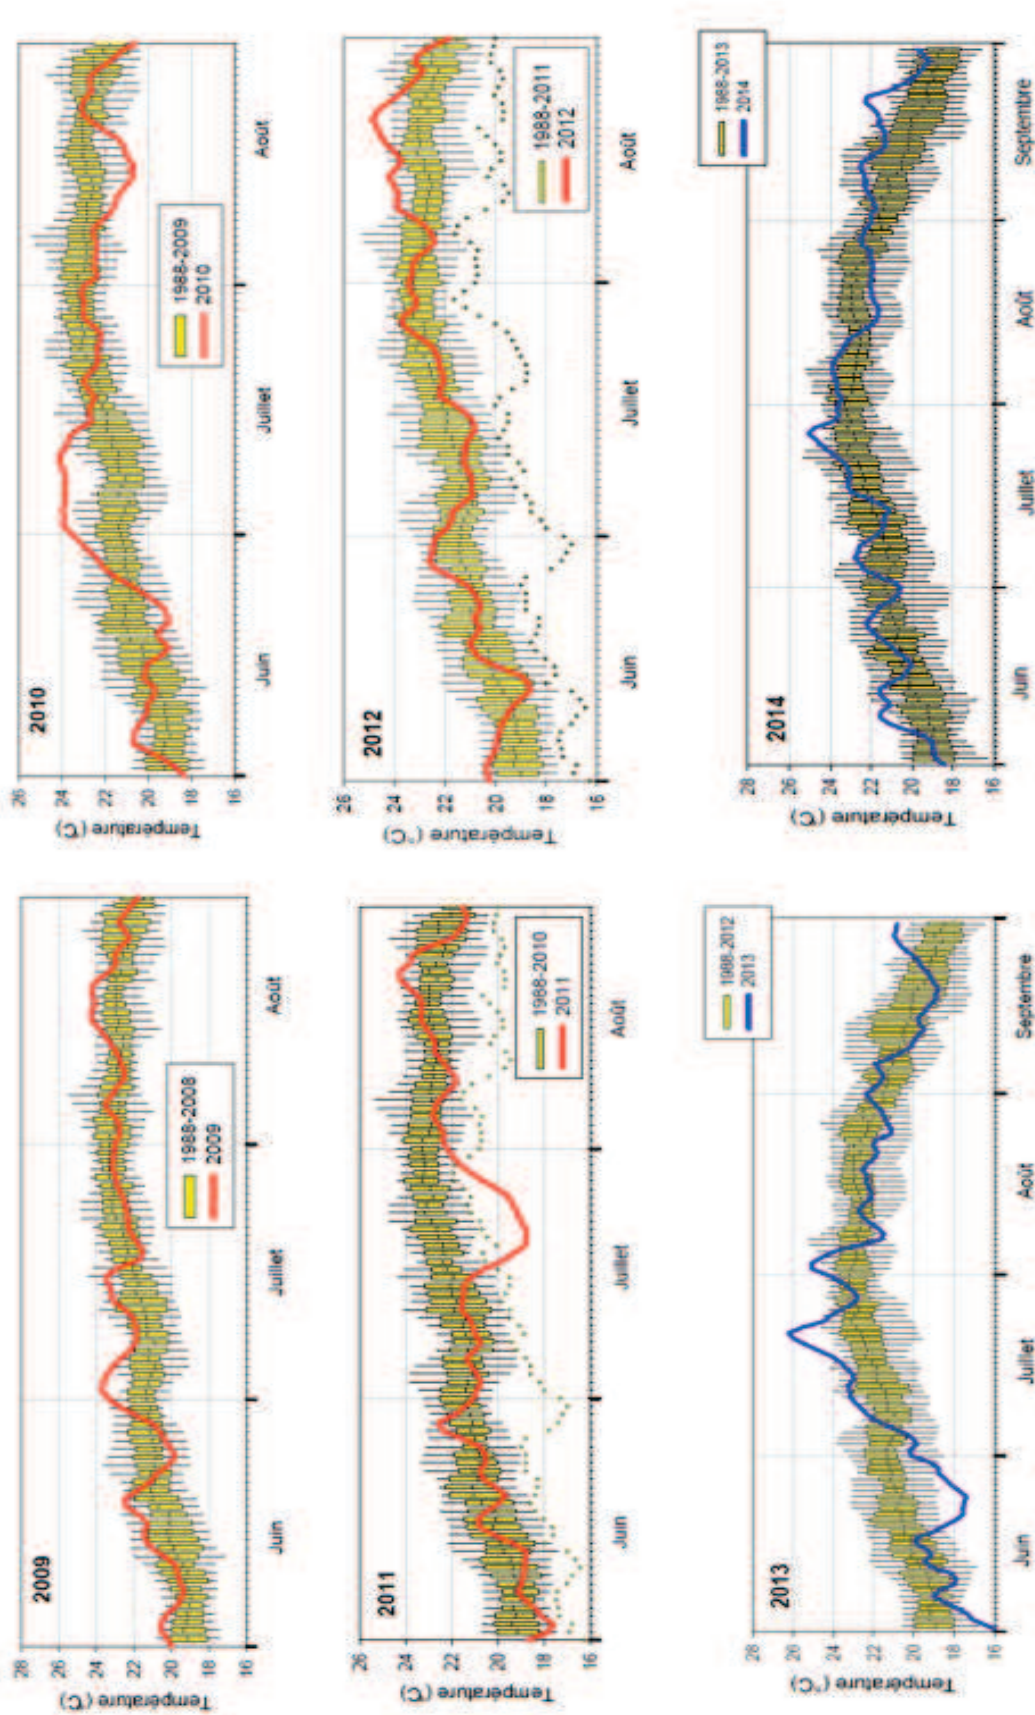 2009
Température (°C)
28
26
24
22
20
18
16
Juin
Juillet
Août
1988-2008
2009
2010
Température (°C)
28
26
24
22
20
18
16
Juin
Juillet
Août
1988-2009
2010
2011
Température (°C)
26
24
22
20
18
16
Juin
Juillet
Août
1988-2010
2011
2012
Température (°C)
26
24
22
20
18
16
Juin
Juillet
Août
1988-2011
2012
2013
Température (°C)
28
26
24
22
20
18
16
Juin
Juillet
Août
Septembre
1988-2012
2013
2014
Température (°C)
28
26
24
22
20
18
16
Juin
Juillet
Août
Septembre
1988-2013
2014